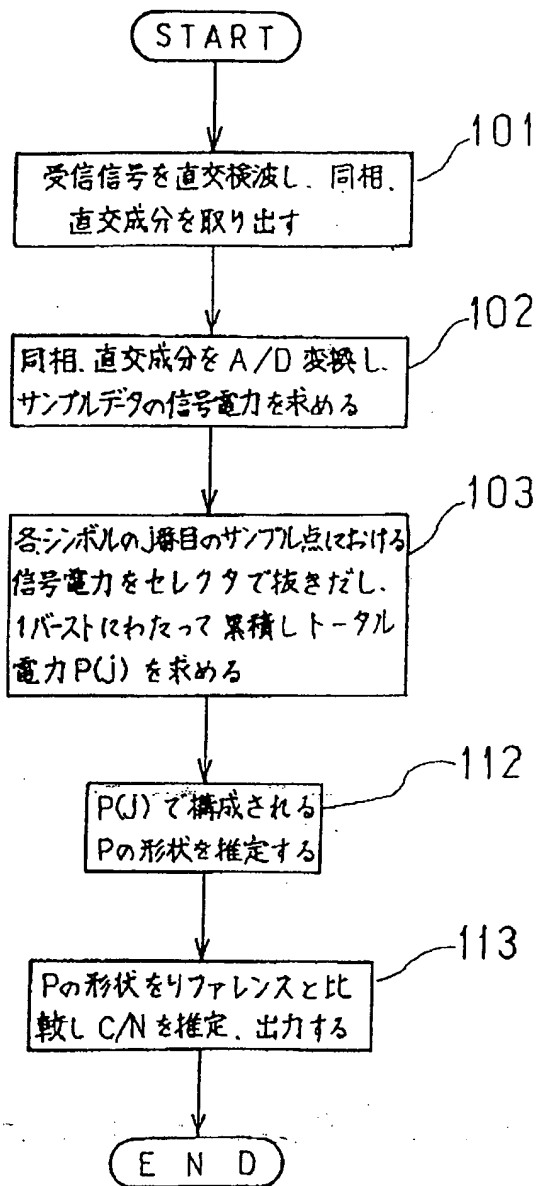 START
101
受信信号を直交検波し、同相、
直交成分を取り出す
102
同相、直交成分をA/D変換し、
サンプルデータの信号電力を求める
103
各シンボルのj番目のサンプル点における
信号電力をセレクタで抜きだし、
1バーストにわたって累積しトータル
電力P(j)を求める
112
P(j)で構成される
Pの形状を推定する
113
Pの形状をリファレンスと比
較しC/Nを推定、出力する
END